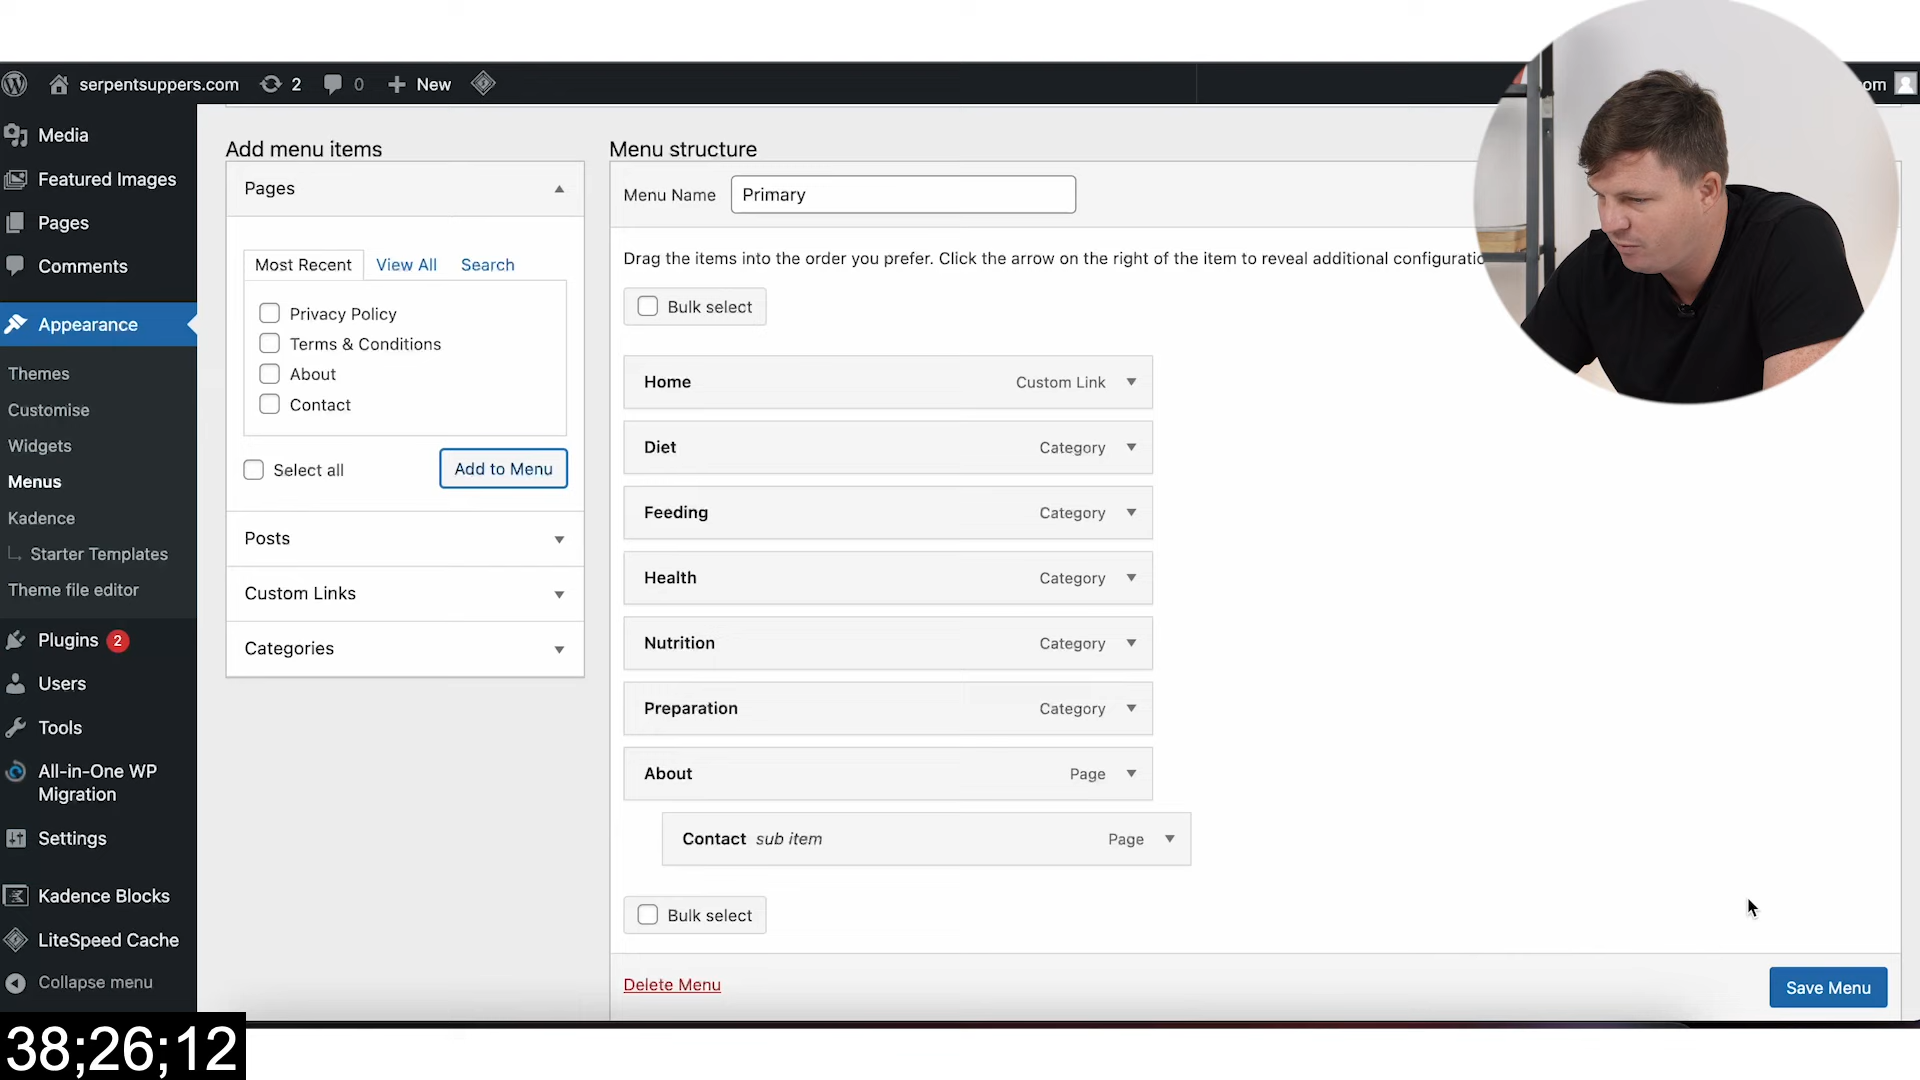 serpentsuppers.com 2 0 New
om
Media
Featured Images
Pages
Comments
Appearance
Themes
Customise
Widgets
Menus
Kadence
Starter Templates
Theme file editor
Plugins 2
Users
Tools
All-in-One WP
Migration
Settings
Kadence Blocks
LiteSpeed Cache
Collapse menu
Add menu items
Pages
Most Recent View All Search
Privacy Policy
Terms & Conditions
About
Contact
Select all Add to Menu
Posts
Custom Links
Categories
Menu structure
Menu Name Primary
Drag the items into the order you prefer. Click the arrow on the right of the item to reveal additional configuratio
Bulk select
Home Custom Link
Diet Category
Feeding Category
Health Category
Nutrition Category
Preparation Category
About Page
Contact sub item Page
Bulk select
Delete Menu Save Menu
38;26;12